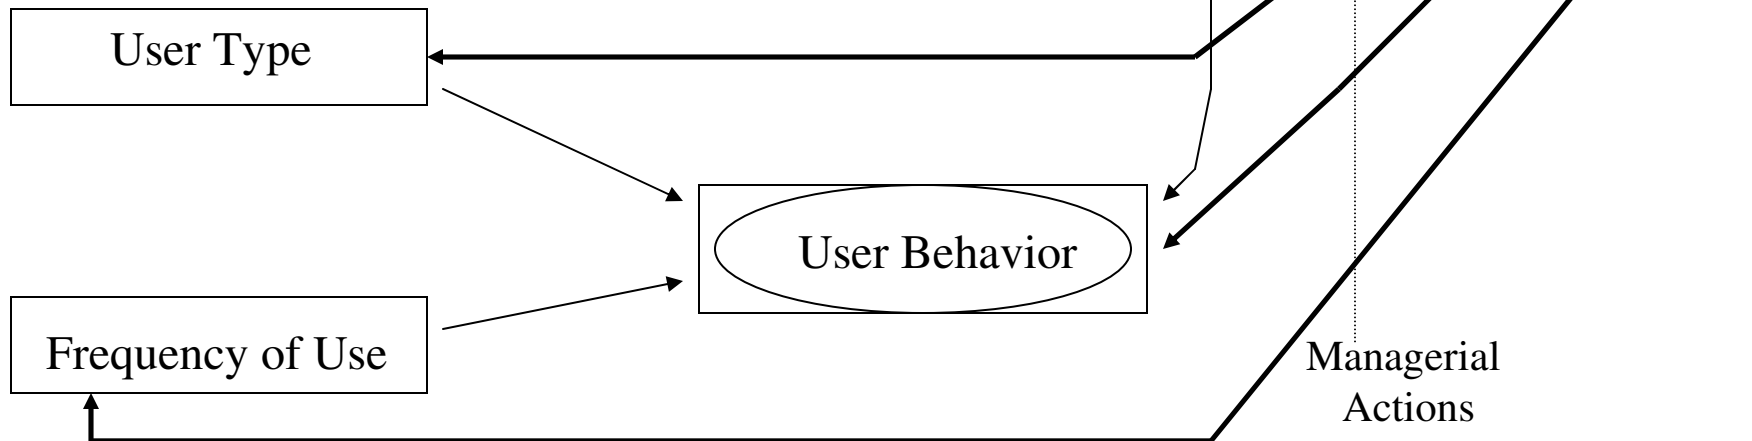 User Type
User Behavior
Frequency of Use
Managerial
Actions